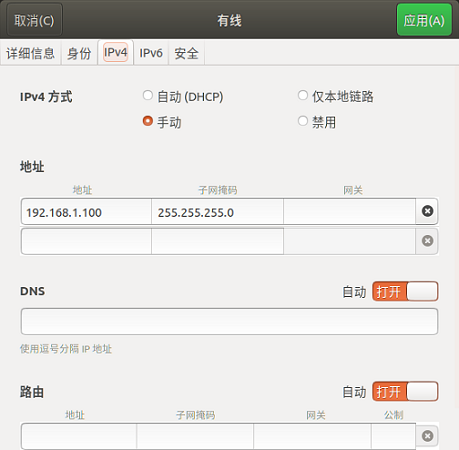 取消(C) 有线 应用(A)
详细信息 身份 IPv4 IPv6 安全
IPv4 方式 自动 (DHCP) 仅本地链路
手动 禁用
地址
地址 子网掩码 网关
192.168.1.100 255.255.255.0
DNS 自动 打开
使用逗号分隔 IP 地址
路由 自动 打开
地址 子网掩码 网关 公制